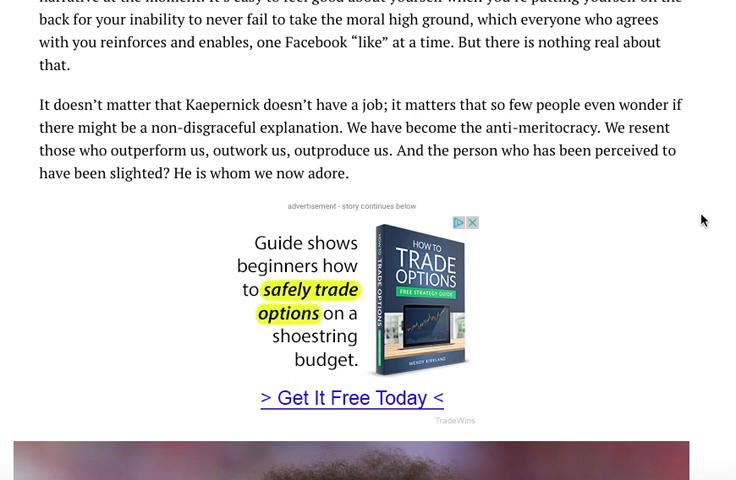 back for your inability to never fail to take the moral high ground, which everyone who agrees
with you reinforces and enables, one Facebook “like” at a time. But there is nothing real about
that.
It doesn’t matter that Kaepernick doesn’t have a job; it matters that so few people even wonder if
there might be a non-disgraceful explanation. We have become the anti-meritocracy. We resent
those who outperform us, outwork us, outproduce us. And the person who has been perceived to
have been slighted? He is whom we now adore.
advertisement - story continues below
Guide shows
beginners how
to safely trade
options on a
shoestring
budget.
HOW TO TRADE OPTIONS
HOW TO
TRADE
OPTIONS
FREE STRATEGY GUIDE
WENDY KIRKLAND
> Get It Free Today <
TradeWins